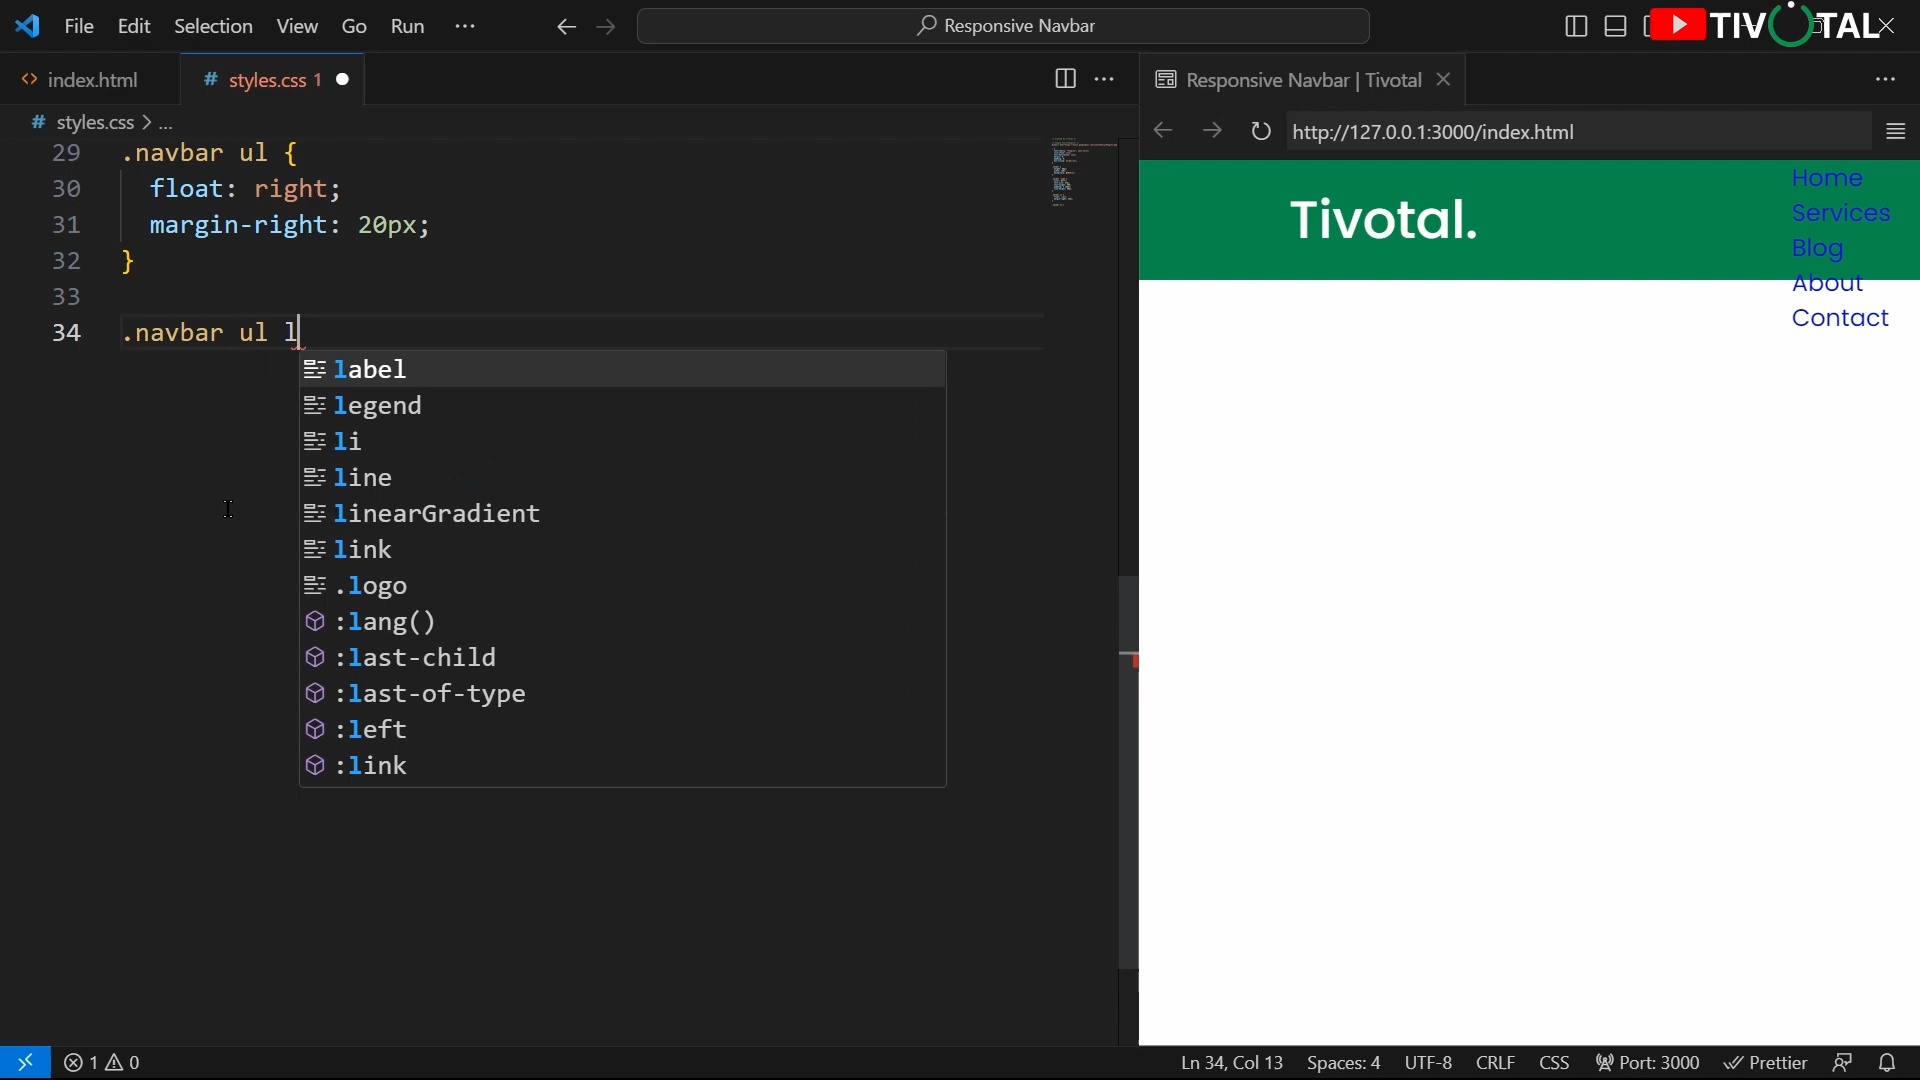 File Edit Selection View Go Run ... Responsive Navbar TIVOTAL
index.html # styles.css 1 Responsive Navbar | Tivotal
# styles.css > ... http://127.0.0.1:3000/index.html
29 .navbar ul {
30 float: right;
31 margin-right: 20px;
32 }
33
34 .navbar ul l
label
legend
li
line
linearGradient
link
.logo
:lang()
:last-child
:last-of-type
:left
:link
Tivotal.
Home
Services
Blog
About
Contact
1 0 Ln 34, Col 13 Spaces: 4 UTF-8 CRLF CSS Port: 3000 Prettier